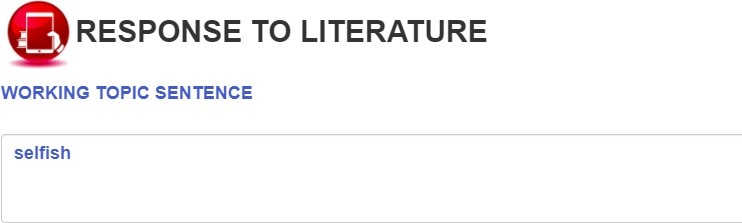 RESPONSE TO LITERATURE
WORKING TOPIC SENTENCE
selfish